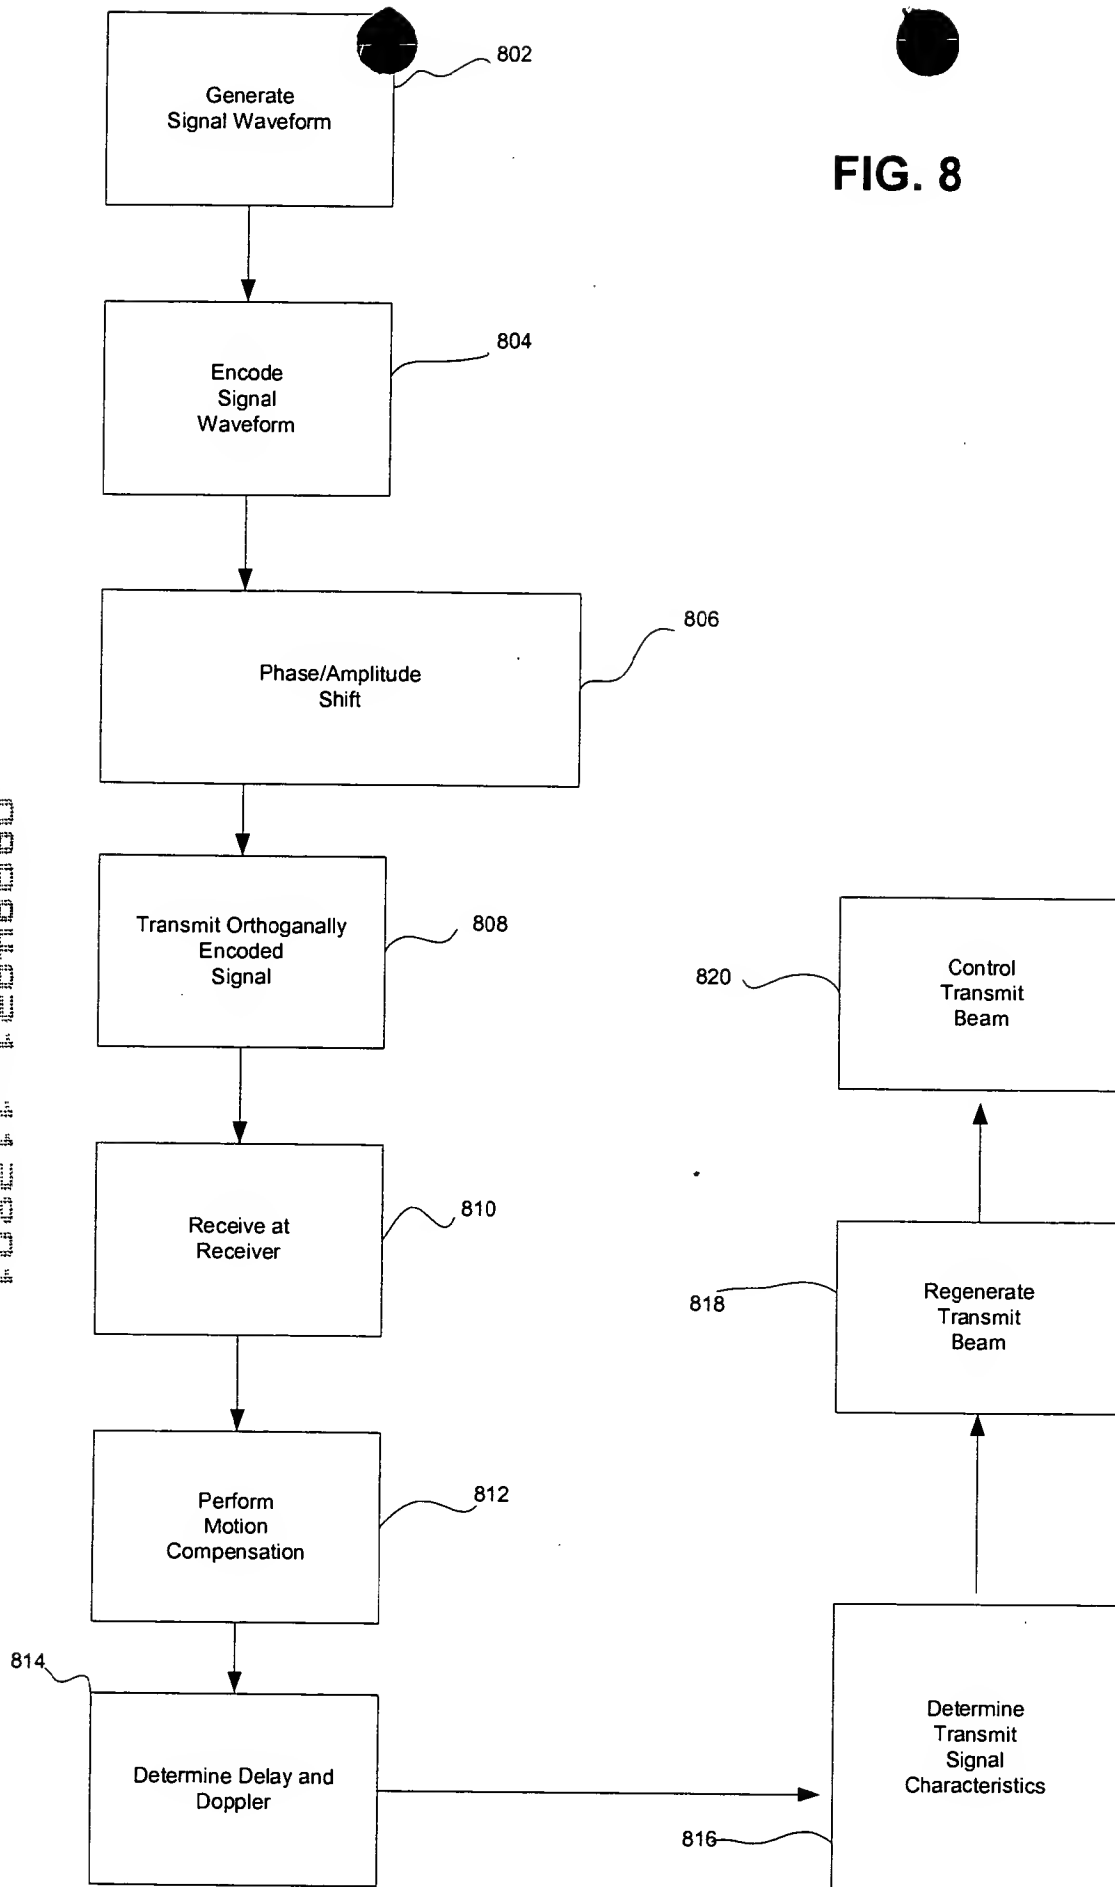 802
Generate
Signal Waveform
FIG. 8
804
Encode
Signal
Waveform
806
Phase/Amplitude
Shift
808
Transmit Orthoganally
Encoded
Signal
820
Control
Transmit
Beam
810
Receive at
Receiver
818
Regenerate
Transmit
Beam
812
Perform
Motion
Compensation
814
Determine Delay and
Doppler
Determine
Transmit
Signal
Characteristics
816